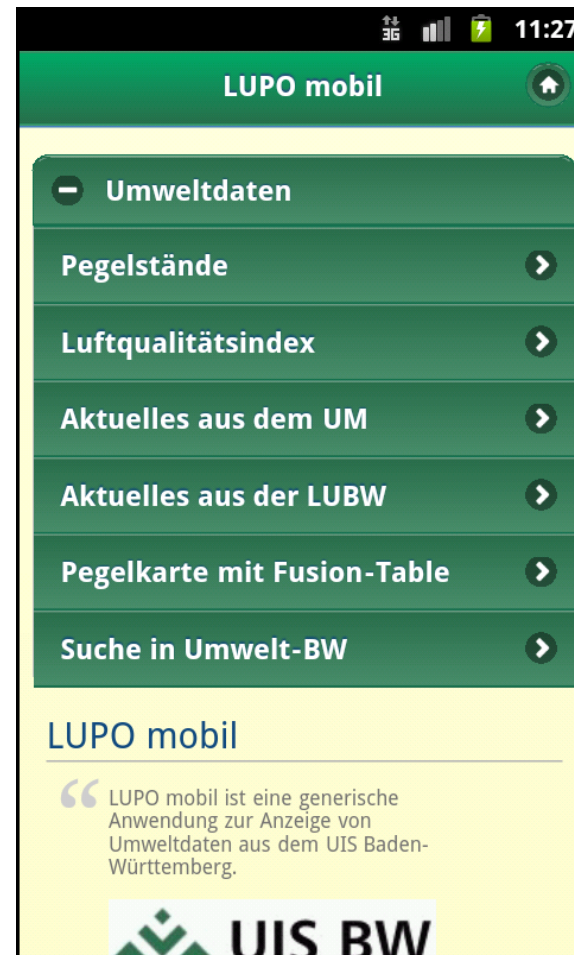 3G 11:27
LUPO mobil
Umweltdaten
Pegelstände
Luftqualitätsindex
Aktuelles aus dem UM
Aktuelles aus der LUBW
Pegelkarte mit Fusion-Table
Suche in Umwelt-BW
LUPO mobil
“ LUPO mobil ist eine generische
Anwendung zur Anzeige von
Umweltdaten aus dem UIS Baden-
Württemberg.
UIS BW